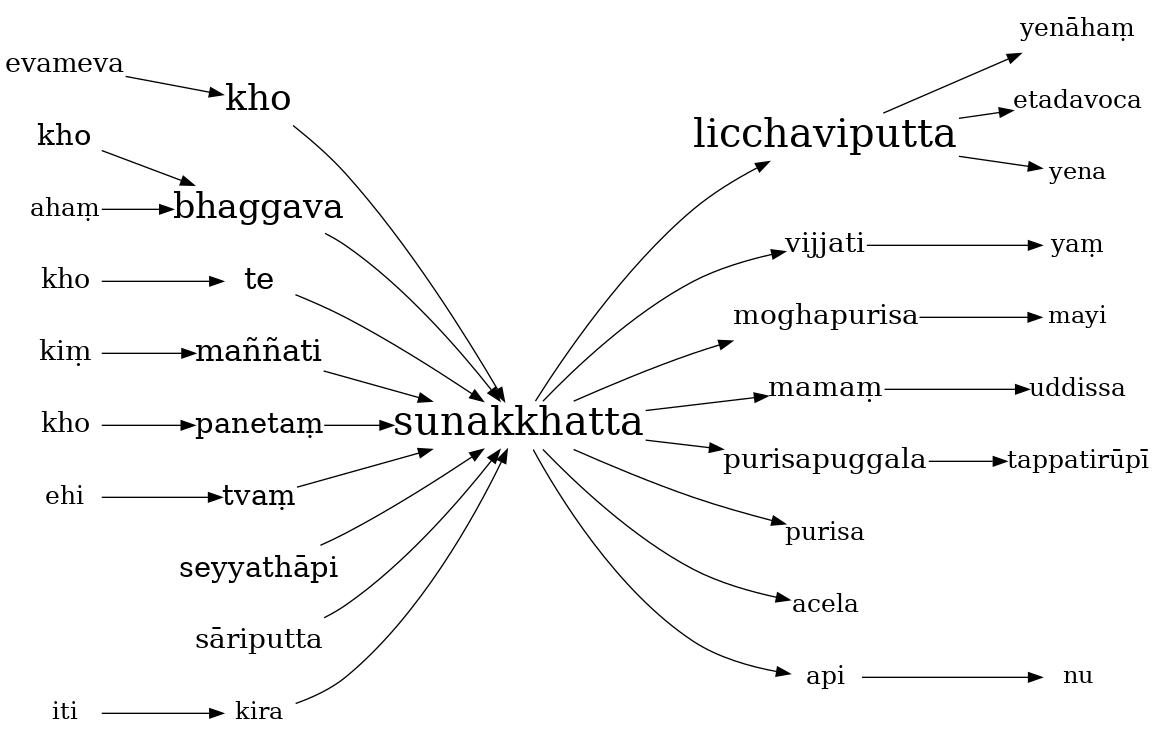 yenāhaṃ
evameva
kho
etadavoca
kho
licchaviputta
yena
ahaṃ
bhaggava
vijjati
yaṃ
kho
te
moghapurisa
mayi
kiṃ
maññati
mamaṃ
uddissa
kho
panetaṃ
sunakkhatta
purisapuggala
tappatirūpī
ehi
tvaṃ
purisa
seyyathāpi
acela
sāriputta
api
nu
iti
kira